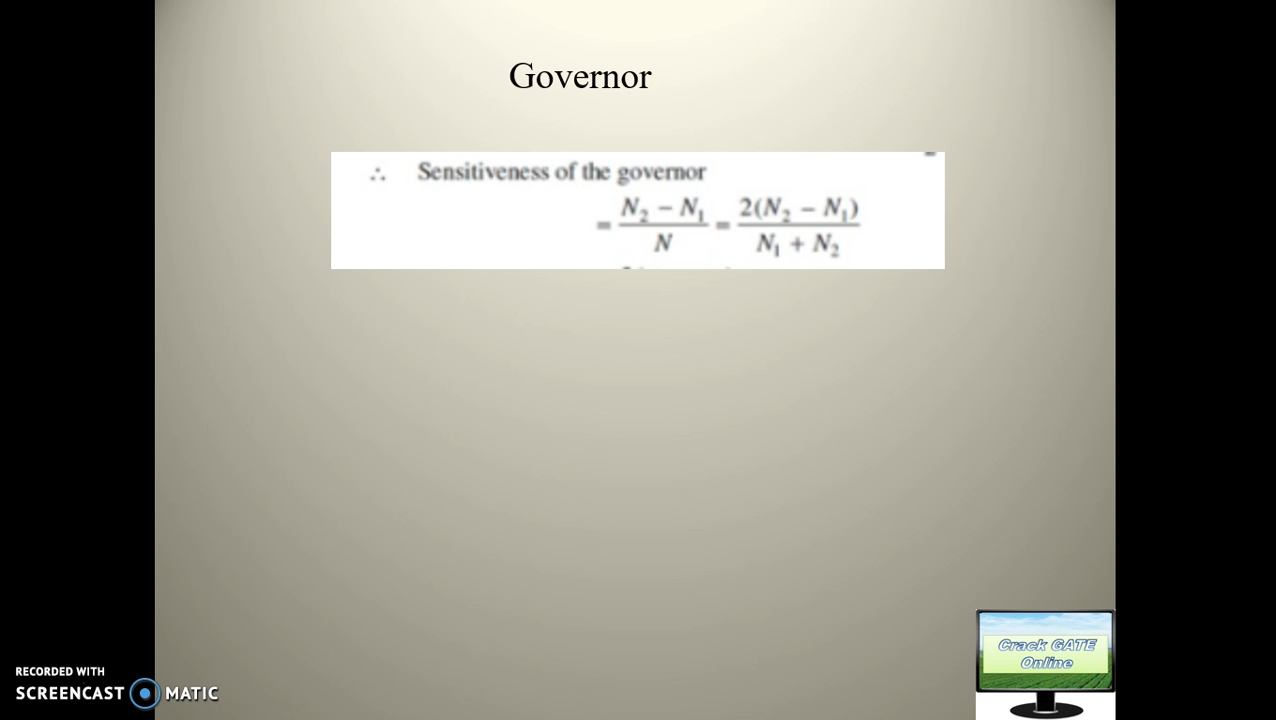 Governor
∴ Sensitiveness of the governor
= (N₂ − N₁)/N = 2(N₂ − N₁)/(N₁ + N₂)
Crack GATE
Online
RECORDED WITH
SCREENCAST MATIC